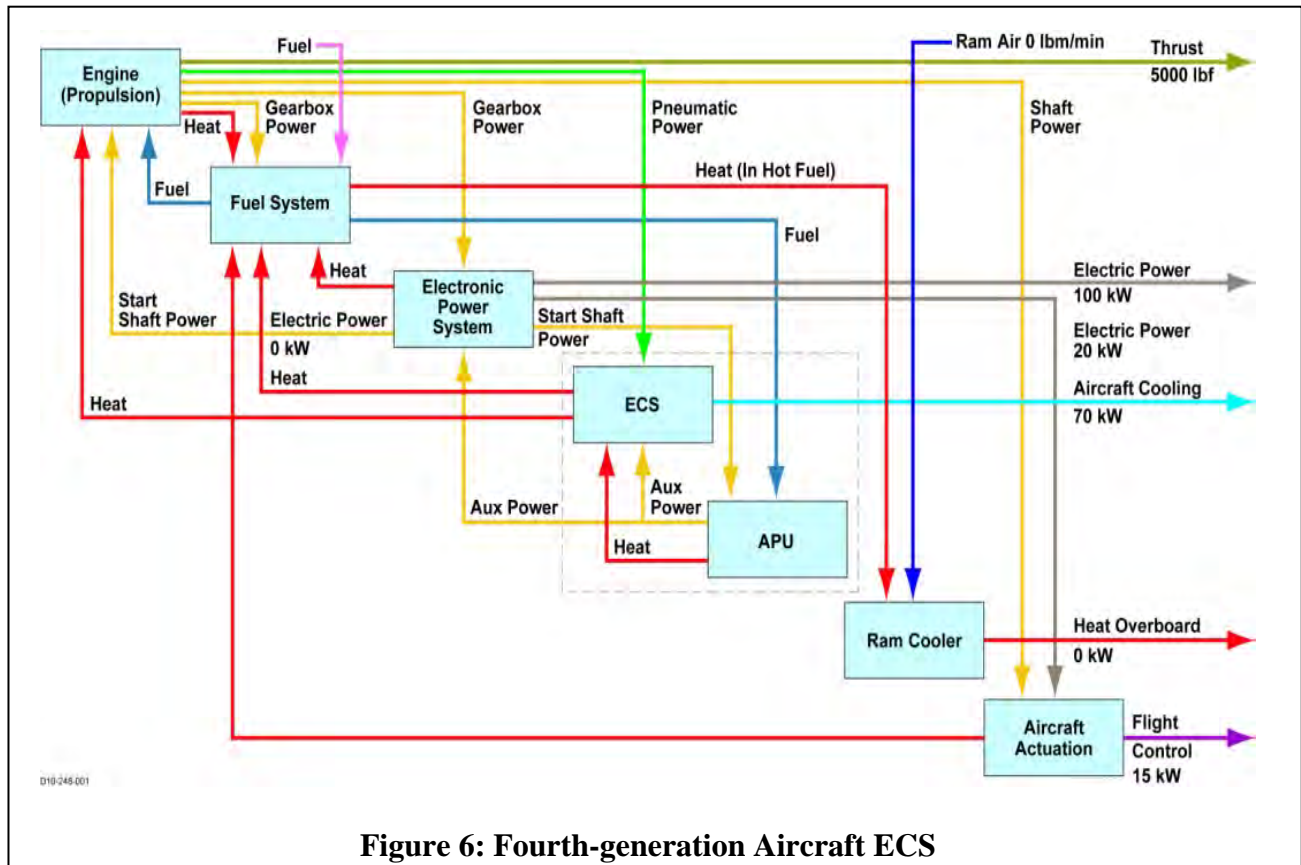 Fuel
Ram Air 0 lbm/min
Thrust
5000 lbf
Engine
(Propulsion)
Heat
Gearbox
Power
Gearbox
Power
Pneumatic
Power
Shaft
Power
Fuel
Fuel System
Heat (In Hot Fuel)
Fuel
Heat
Electronic
Power
System
Electric Power
100 kW
Start
Shaft Power
Electric Power
0 kW
Start Shaft
Power
Electric Power
20 kW
Heat
ECS
Aircraft Cooling
70 kW
Heat
Aux Power
Aux
Power
APU
Heat
Ram Cooler
Heat Overboard
0 kW
Aircraft
Actuation
Flight
Control
15 kW
D10-248-001
Figure 6: Fourth-generation Aircraft ECS